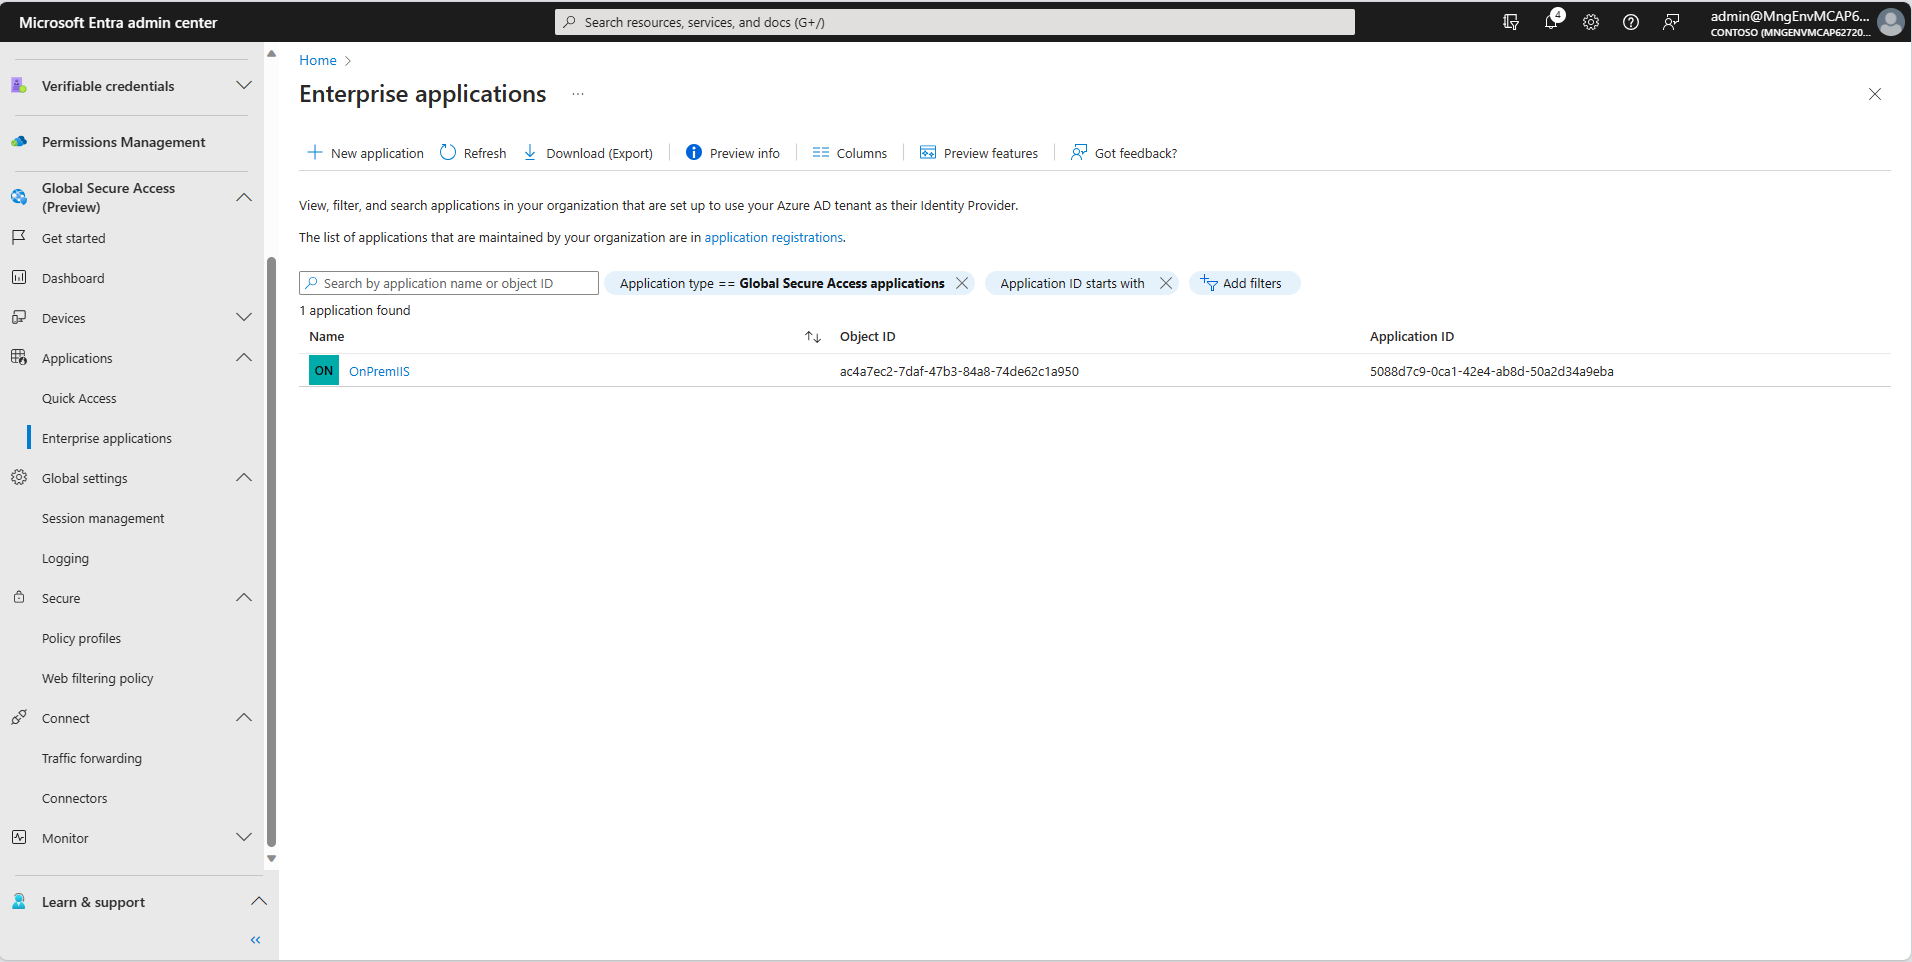 Microsoft Entra admin center
Search resources, services, and docs (G+/)
4
admin@MngEnvMCAP6...
CONTOSO (MNGENVMCAP62720...
Verifiable credentials
Permissions Management
Global Secure Access
(Preview)
Get started
Dashboard
Devices
Applications
Quick Access
Enterprise applications
Global settings
Session management
Logging
Secure
Policy profiles
Web filtering policy
Connect
Traffic forwarding
Connectors
Monitor
Learn & support
Home
Enterprise applications
New application Refresh Download (Export) Preview info Columns Preview features Got feedback?
View, filter, and search applications in your organization that are set up to use your Azure AD tenant as their Identity Provider.
The list of applications that are maintained by your organization are in application registrations.
Search by application name or object ID Application type == Global Secure Access applications Application ID starts with Add filters
1 application found
Name Object ID Application ID
ON OnPremIIS ac4a7ec2-7daf-47b3-84a8-74de62c1a950 5088d7c9-0ca1-42e4-ab8d-50a2d34a9eba